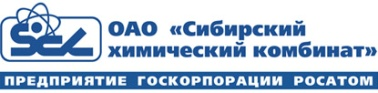 ОАО «Сибирский
химический комбинат»
ПРЕДПРИЯТИЕ ГОСКОРПОРАЦИИ РОСАТОМ